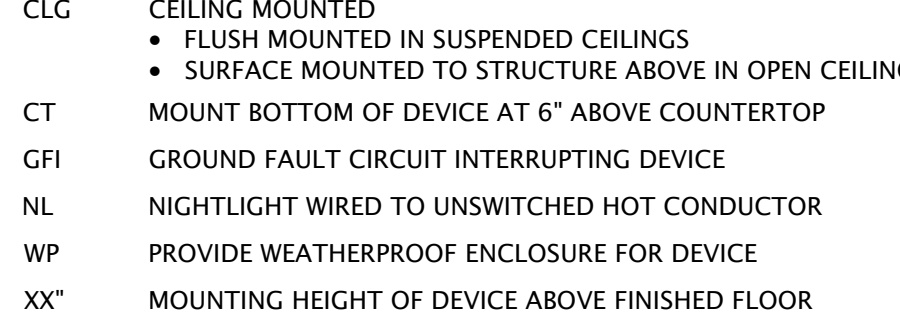 CLG CEILING MOUNTED
• FLUSH MOUNTED IN SUSPENDED CEILINGS
• SURFACE MOUNTED TO STRUCTURE ABOVE IN OPEN
CT MOUNT BOTTOM OF DEVICE AT 6" ABOVE COUNTERTOP
GFI GROUND FAULT CIRCUIT INTERRUPTING DEVICE
NL NIGHTLIGHT WIRED TO UNSWITCHED HOT CONDUCTOR
WP PROVIDE WEATHERPROOF ENCLOSURE FOR DEVICE
XX" MOUNTING HEIGHT OF DEVICE ABOVE FINISHED FLOOR